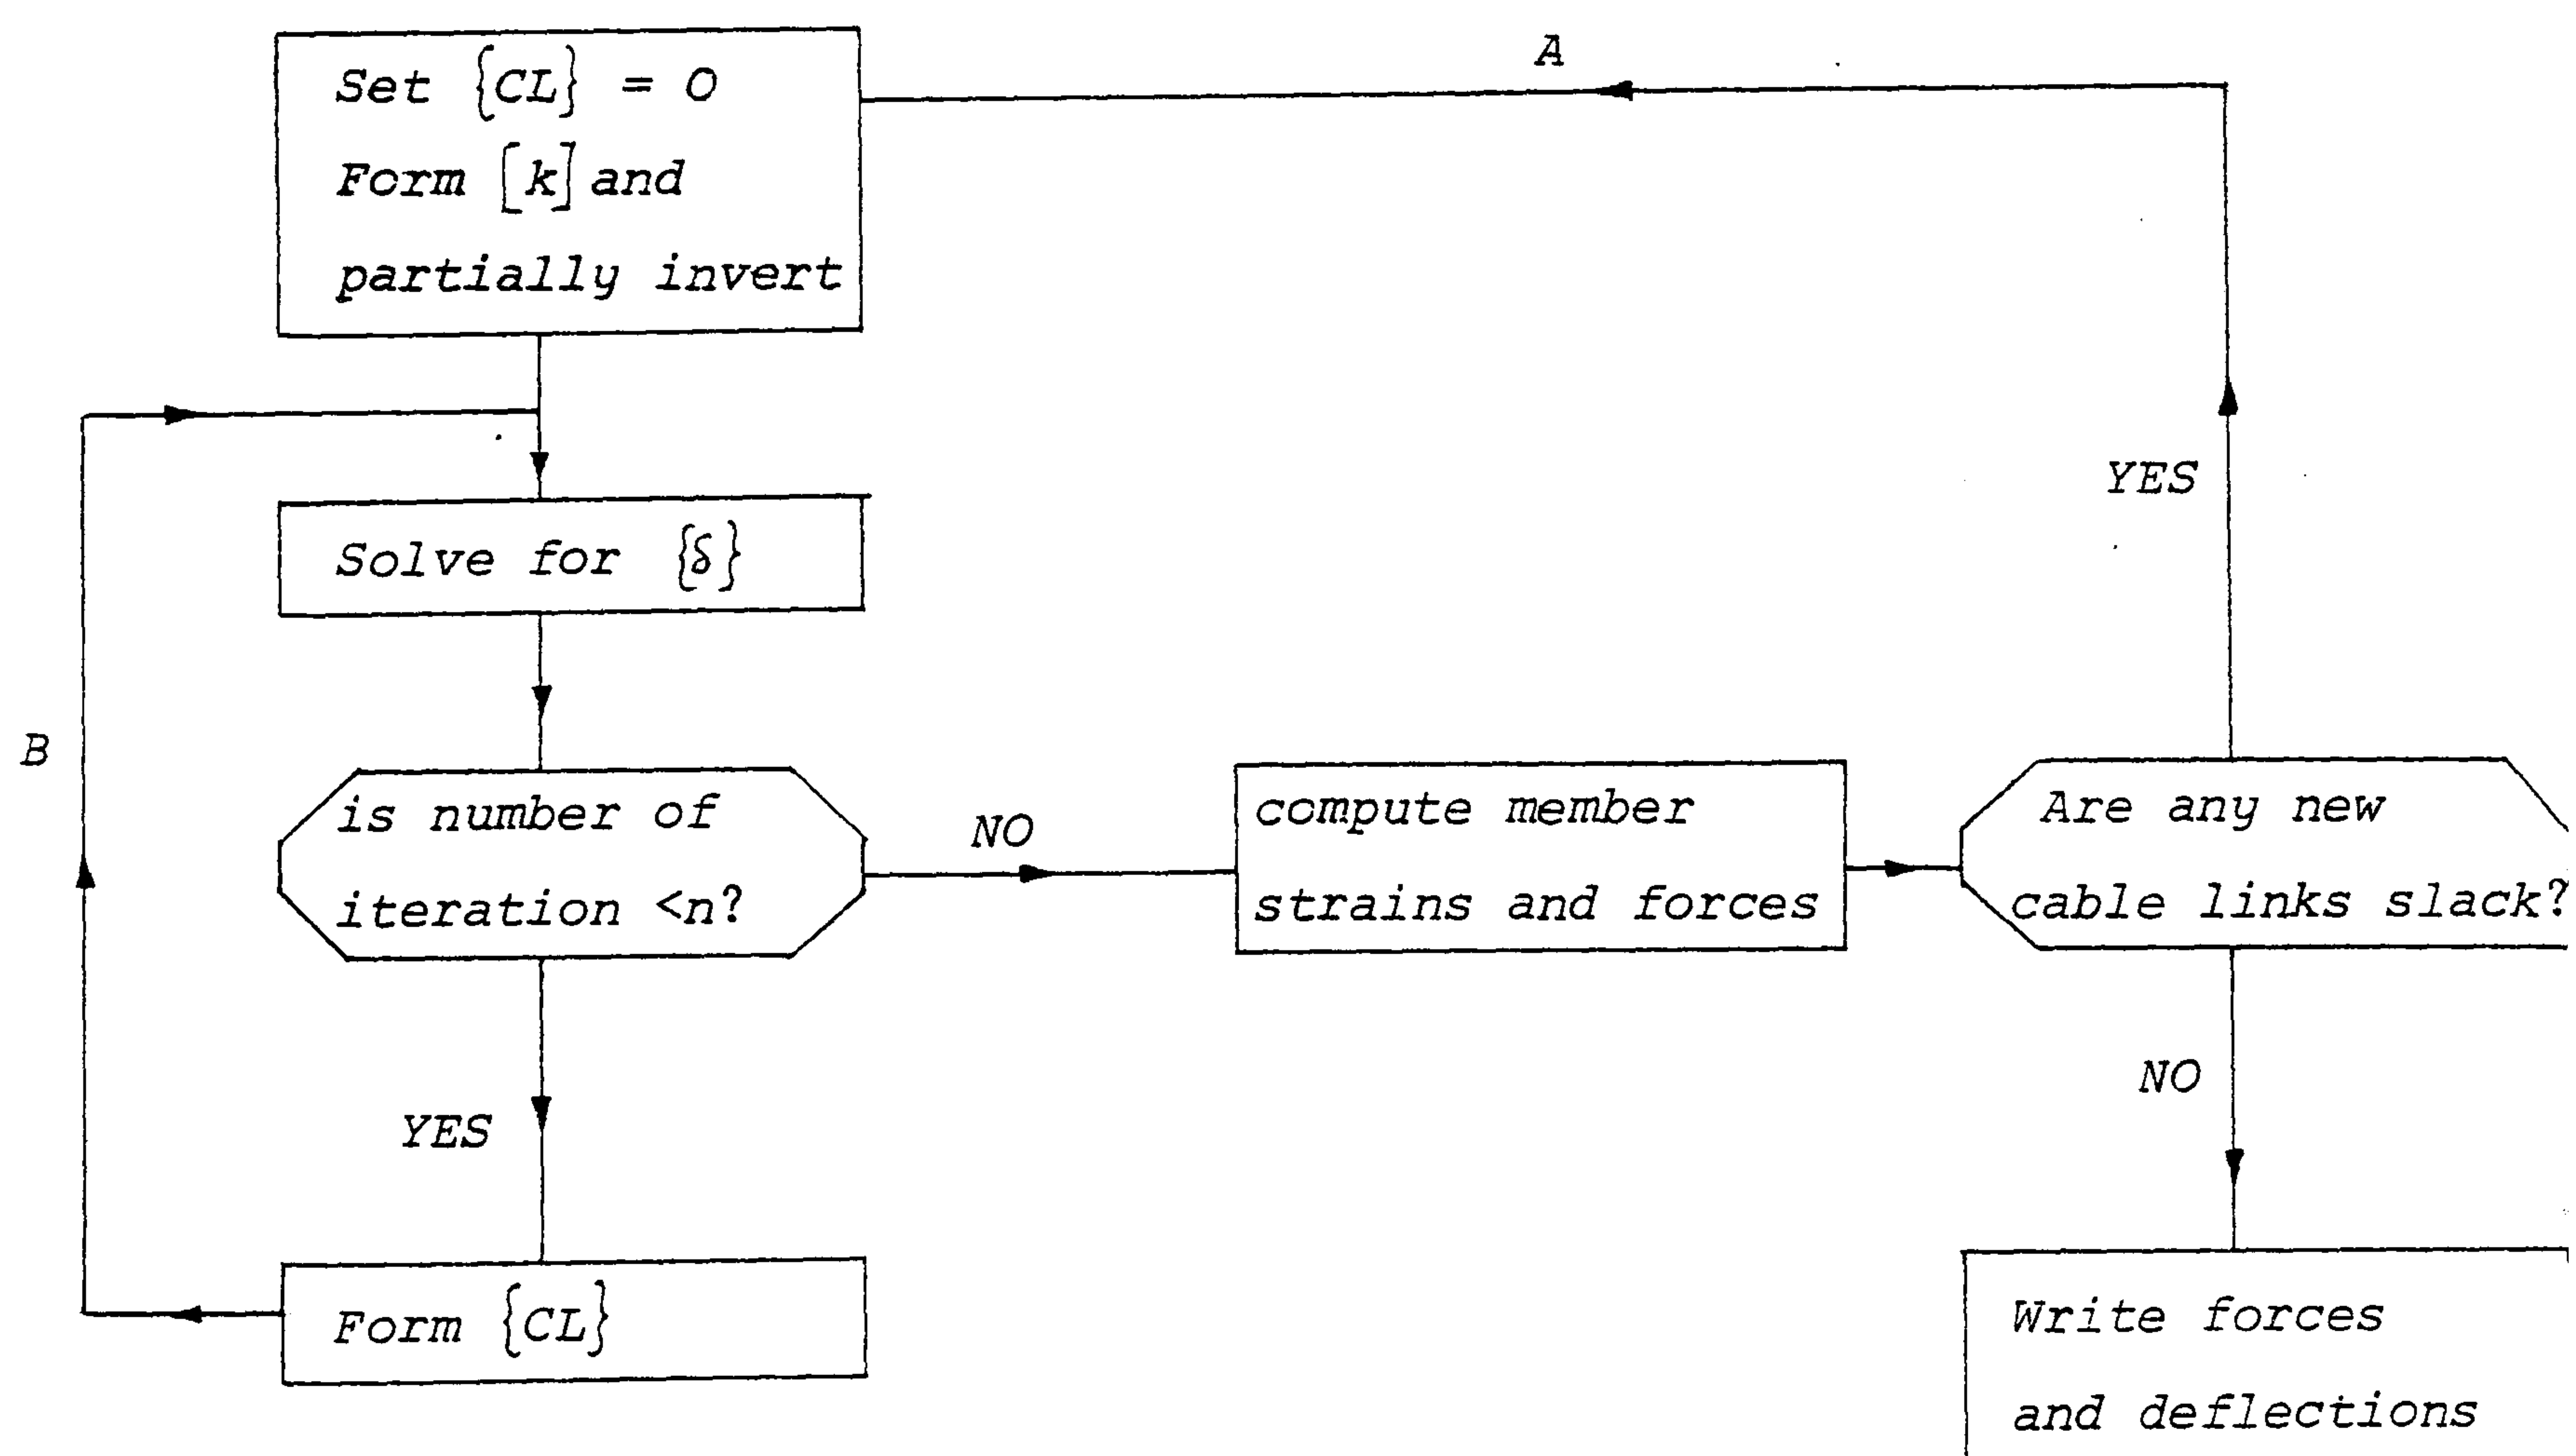 A
Set {CL} = O
Form [k] and
partially invert
YES
Solve for {δ}
B
is number of
iteration <n?
NO
compute member
strains and forces
Are any new
cable links slack?
NO
YES
Form {CL}
Write forces
and deflections